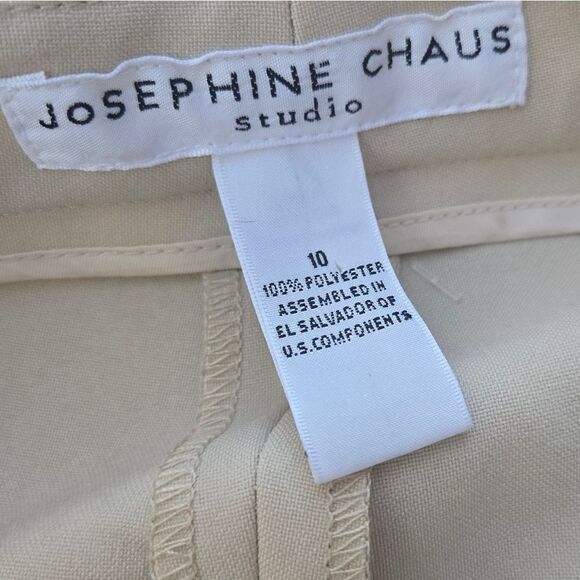 JOSEPHINE CHAUS
studio
10
100% POLYESTER
ASSEMBLED IN
EL SALVADOR OF
U.S. COMPONENTS